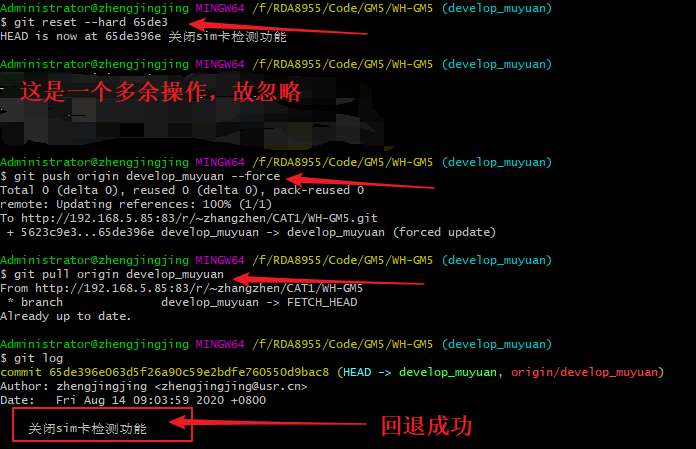 Administrator@zhengjingjing MINGW64 /f/RDA8955/Code/GM5/WH-GM5 (develop_muyuan)
$ git reset --hard 65de3
HEAD is now at 65de396e 关闭sim卡检测功能
Administrator@zhengjingjing MINGW64 /f/RDA8955/Code/GM5/WH-GM5 (develop_muyuan)
这是一个多余操作，故忽略
Administrator@zhengjingjing MINGW64 /f/RDA8955/Code/GM5/WH-GM5 (develop_muyuan)
$ git push origin develop_muyuan --force
Total 0 (delta 0), reused 0 (delta 0), pack-reused 0
remote: Updating references: 100% (1/1)
To http://192.168.5.85:83/r/~zhangzhen/CAT1/WH-GM5.git
 + 5623c9e3...65de396e develop_muyuan -> develop_muyuan (forced update)
Administrator@zhengjingjing MINGW64 /f/RDA8955/Code/GM5/WH-GM5 (develop_muyuan)
$ git pull origin develop_muyuan
From http://192.168.5.85:83/r/~zhangzhen/CAT1/WH-GM5
 * branch            develop_muyuan -> FETCH_HEAD
Already up to date.
Administrator@zhengjingjing MINGW64 /f/RDA8955/Code/GM5/WH-GM5 (develop_muyuan)
$ git log
commit 65de396e063d5f26a90c59e2bdfe760550d9bac8 (HEAD -> develop_muyuan, origin/develop_muyuan)
Author: zhengjingjing <zhengjingjing@usr.cn>
Date:   Fri Aug 14 09:03:59 2020 +0800
关闭sim卡检测功能 回退成功